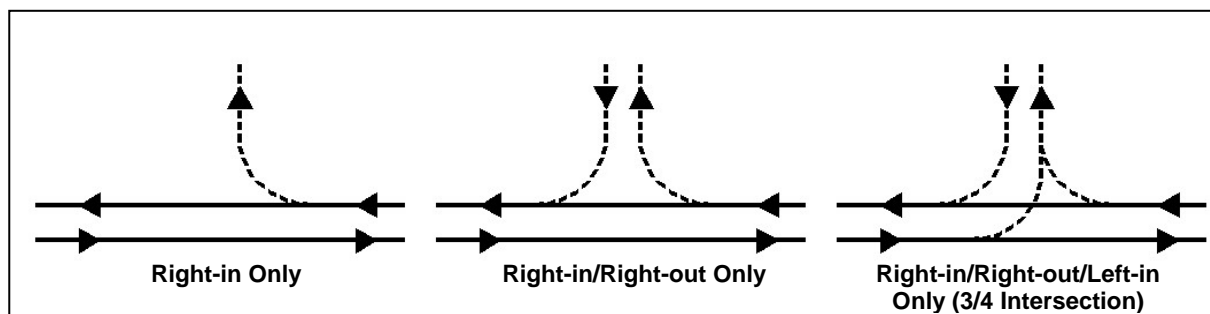 Right-in Only
Right-in/Right-out Only
Right-in/Right-out/Left-in
Only (3/4 Intersection)